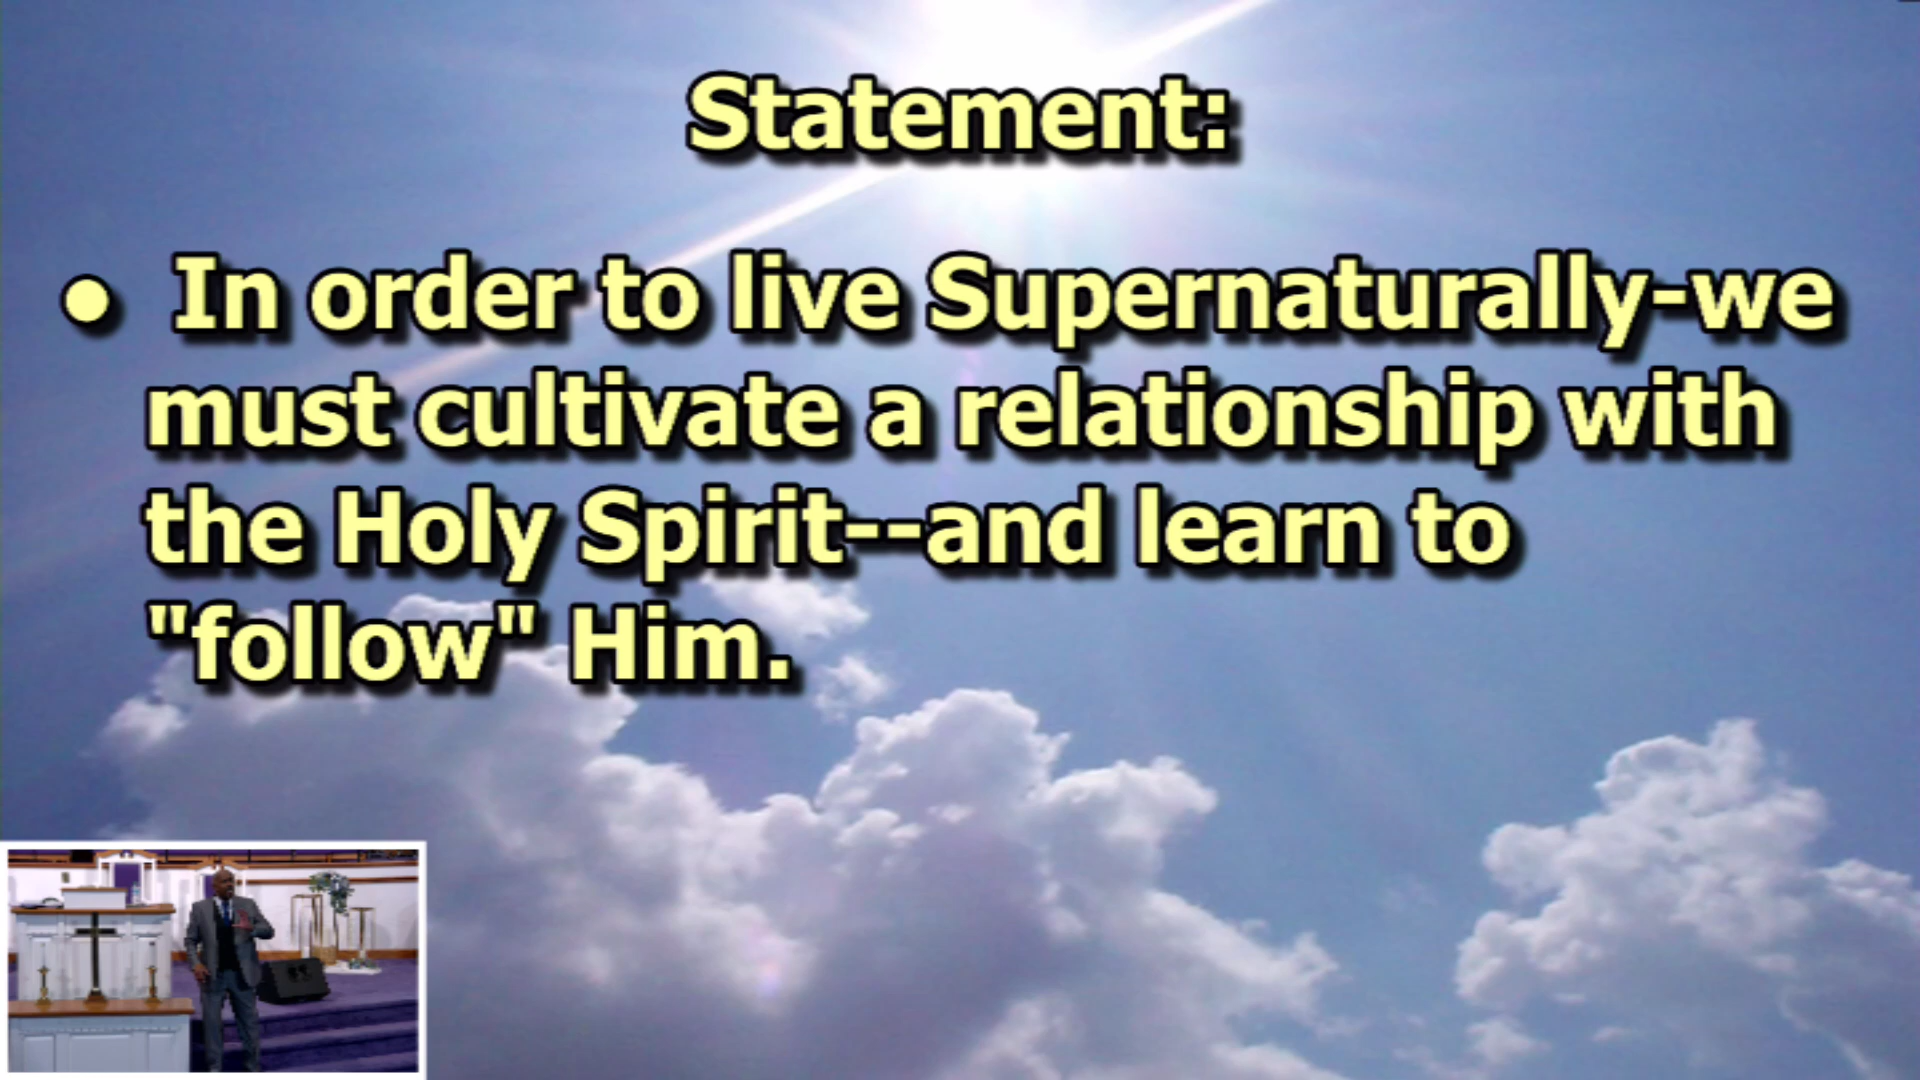 Statement:
● In order to live Supernaturally-we
must cultivate a relationship with
the Holy Spirit--and learn to
"follow" Him.